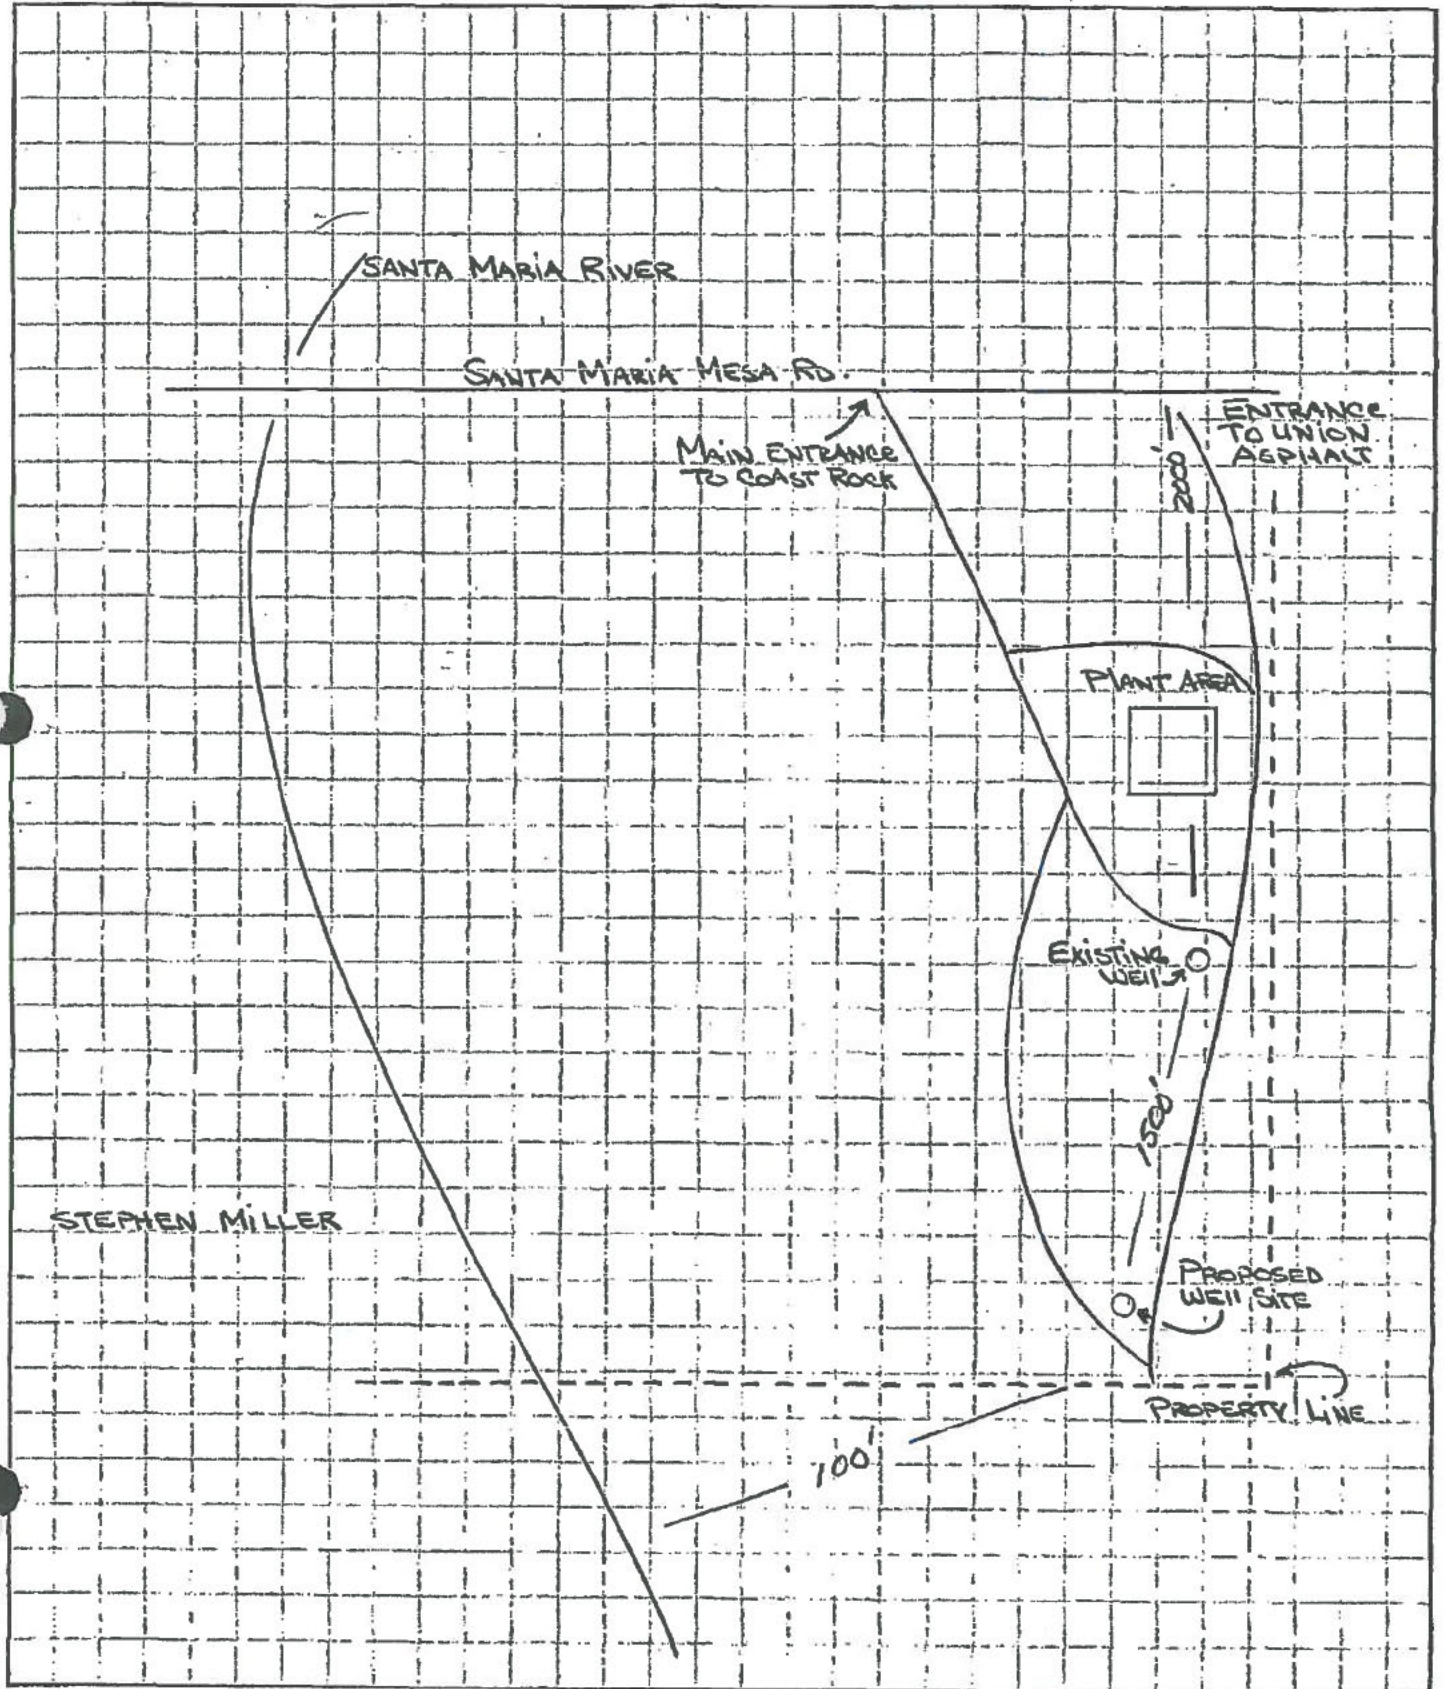 SANTA MARIA RIVER
SANTA MARIA MESA RD.
ENTRANCE
TO UNION
ASPHALT
MAIN ENTRANCE
TO COAST ROCK
2000'
PLANT AREA
EXISTING
WELL
1500'
STEPHEN MILLER
PROPOSED
WELL SITE
PROPERTY LINE
100'